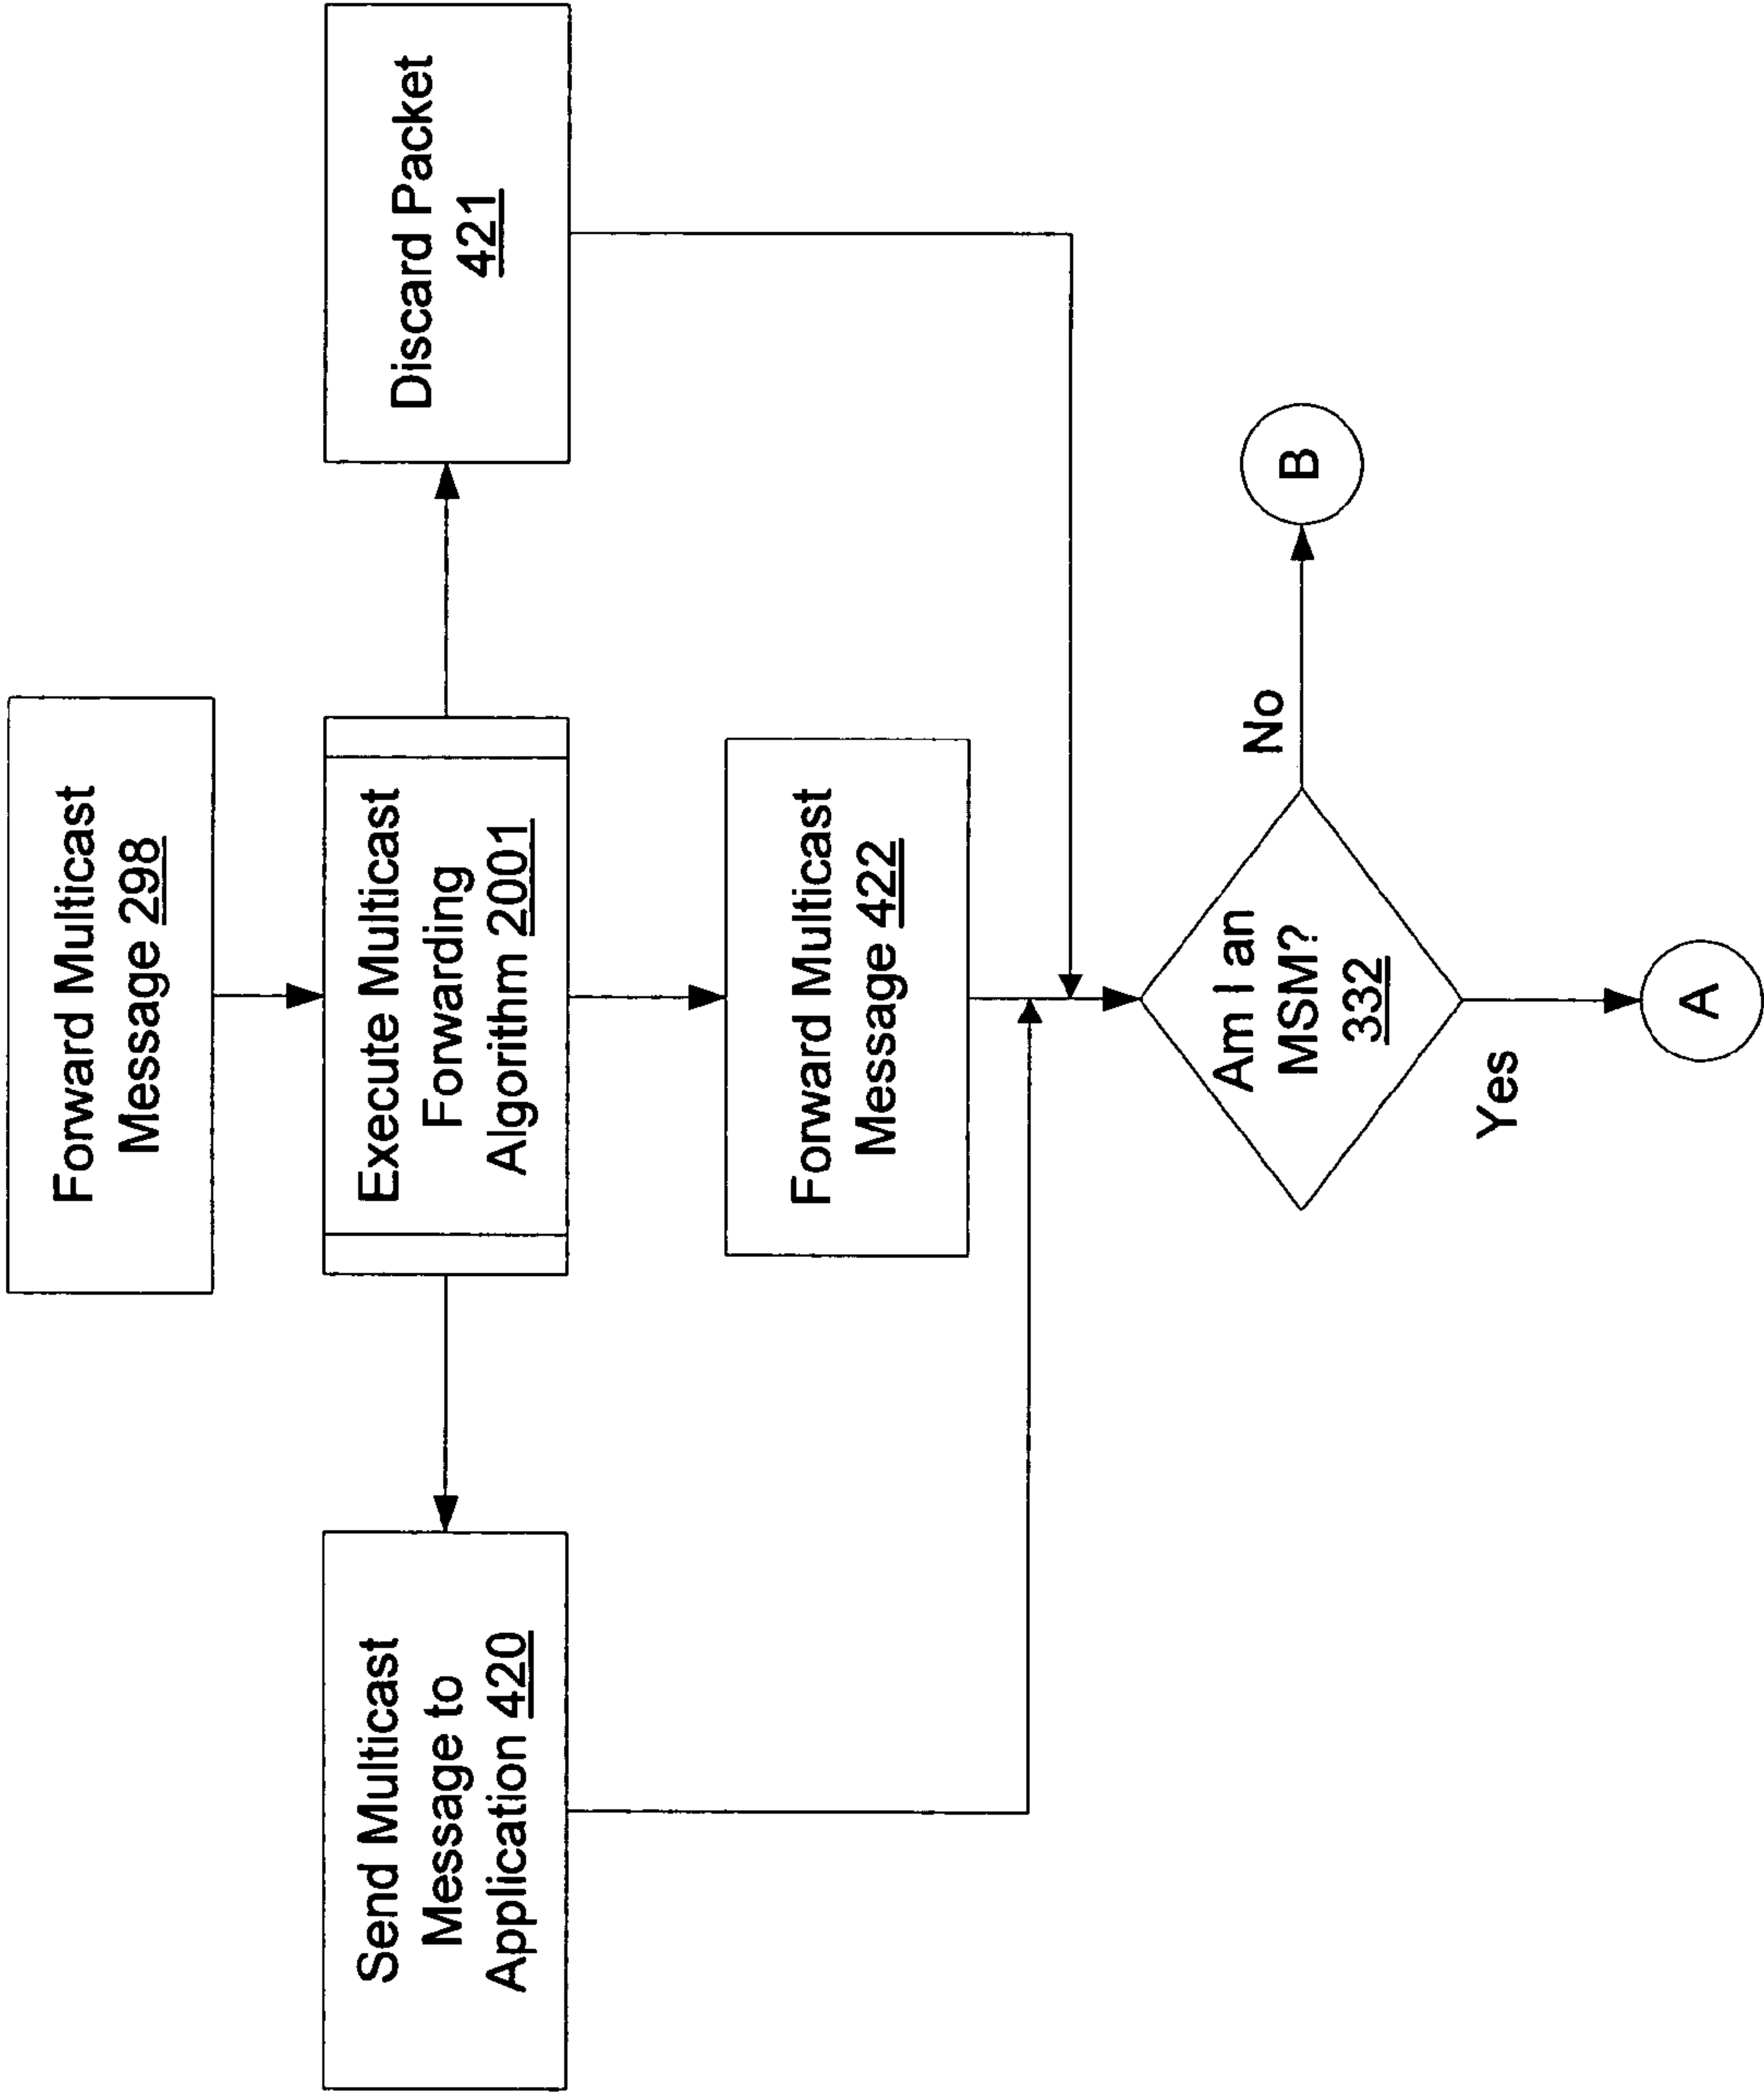 Forward Multicast
Message 298
Send Multicast
Message to
Application 420
Execute Multicast
Forwarding
Algorithm 2001
Discard Packet
421
Forward Multicast
Message 422
Am I an
MSM?
332
No
B
Yes
A